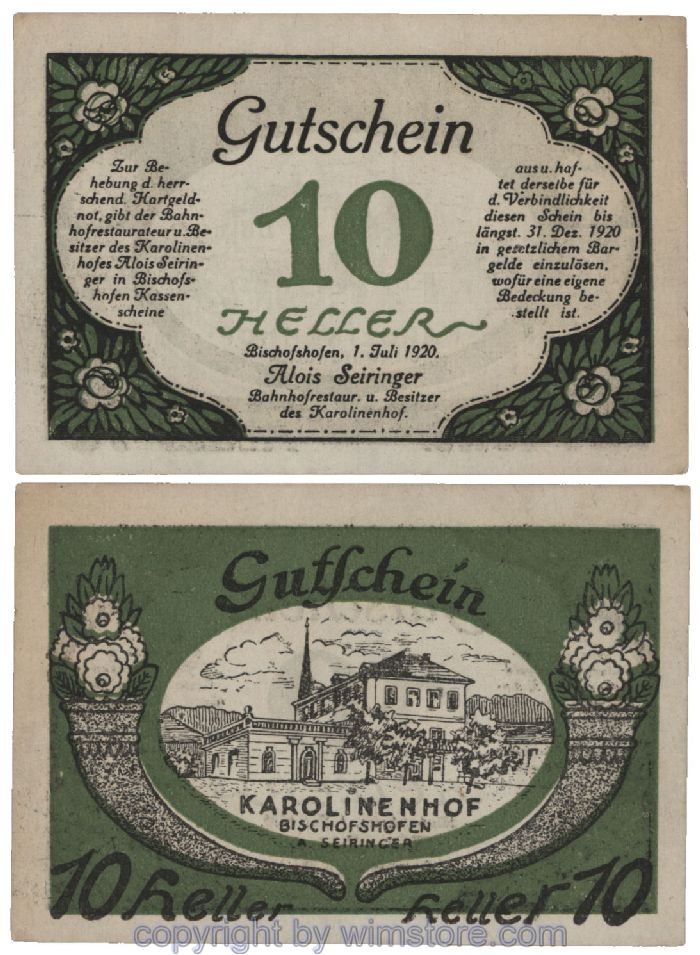 Gutschein
Zur Be-
hebung d. herr-
schend. Hartgeld-
not, gibt der Bahn-
hofrestaurateur u. Be-
sitzer des Karolinen-
hofes Alois Seirin-
ger in Bischofs-
hofen Kassen-
scheine
10
HELLER
aus u. haf-
tet derselbe für
d. Verbindlichkeit
diesen Schein bis
längst. 31. Dez. 1920
in gesetzlichem Bar-
gelde einzulösen,
wofür eine eigene
Bedeckung be-
stellt ist.
Bischofshofen, 1. Juli 1920.
Alois Seiringer
Bahnhofrestaur. u. Besitzer
des Karolinenhof.
Gutschein
KAROLINENHOF
BISCHOFSHOFEN
A. SEIRINGER
10 Heller
Heller 10
copyright by wimstore.com